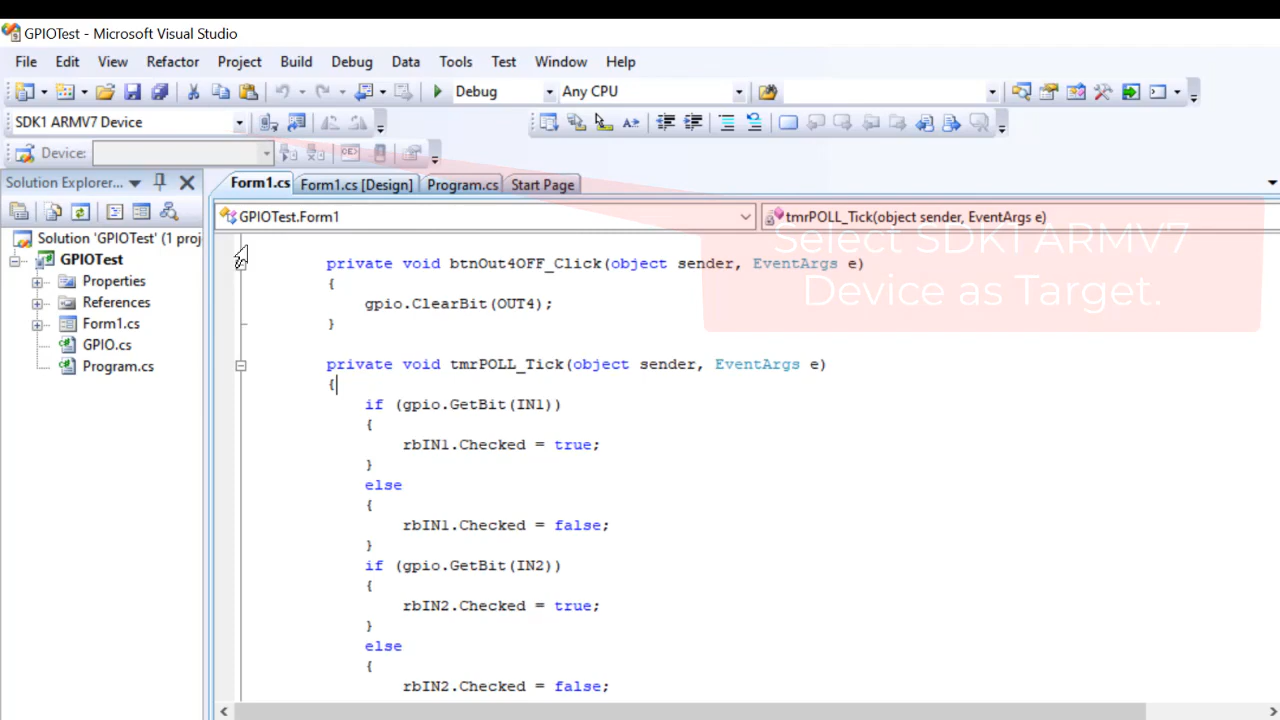 GPIOTest - Microsoft Visual Studio
File Edit View Refactor Project Build Debug Data Tools Test Window Help
Debug Any CPU
SDK1 ARMV7 Device
Device:
Solution Explorer...
Form1.cs Form1.cs [Design] Program.cs Start Page
GPIOTest.Form1 tmrPOLL_Tick(object sender, EventArgs e)
Solution 'GPIOTest' (1 proj
GPIOTest
Properties
References
Form1.cs
GPIO.cs
Program.cs
Select SDK1 ARMV7
Device as Target.
private void btnOut4OFF_Click(object sender, EventArgs e)
{
gpio.ClearBit(OUT4);
}
private void tmrPOLL_Tick(object sender, EventArgs e)
{
if (gpio.GetBit(IN1))
{
rbIN1.Checked = true;
}
else
{
rbIN1.Checked = false;
}
if (gpio.GetBit(IN2))
{
rbIN2.Checked = true;
}
else
{
rbIN2.Checked = false;